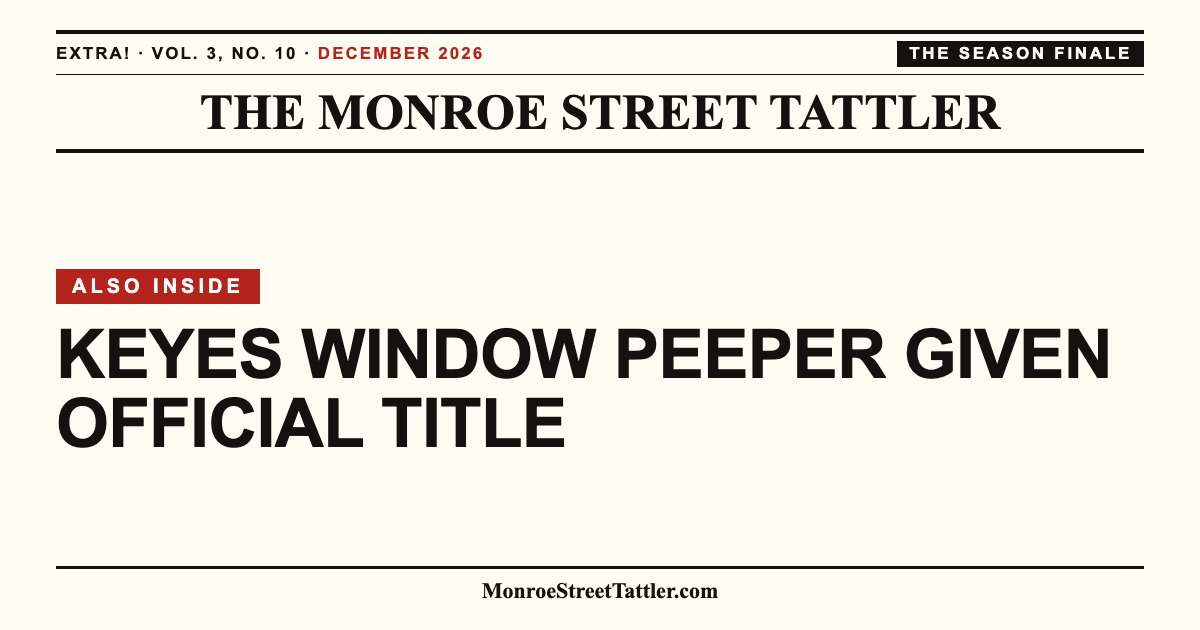 EXTRA! · VOL. 3, NO. 10 · DECEMBER 2026
THE SEASON FINALE
THE MONROE STREET TATTLER
ALSO INSIDE
KEYES WINDOW PEEPER GIVEN
OFFICIAL TITLE
MonroeStreetTattler.com